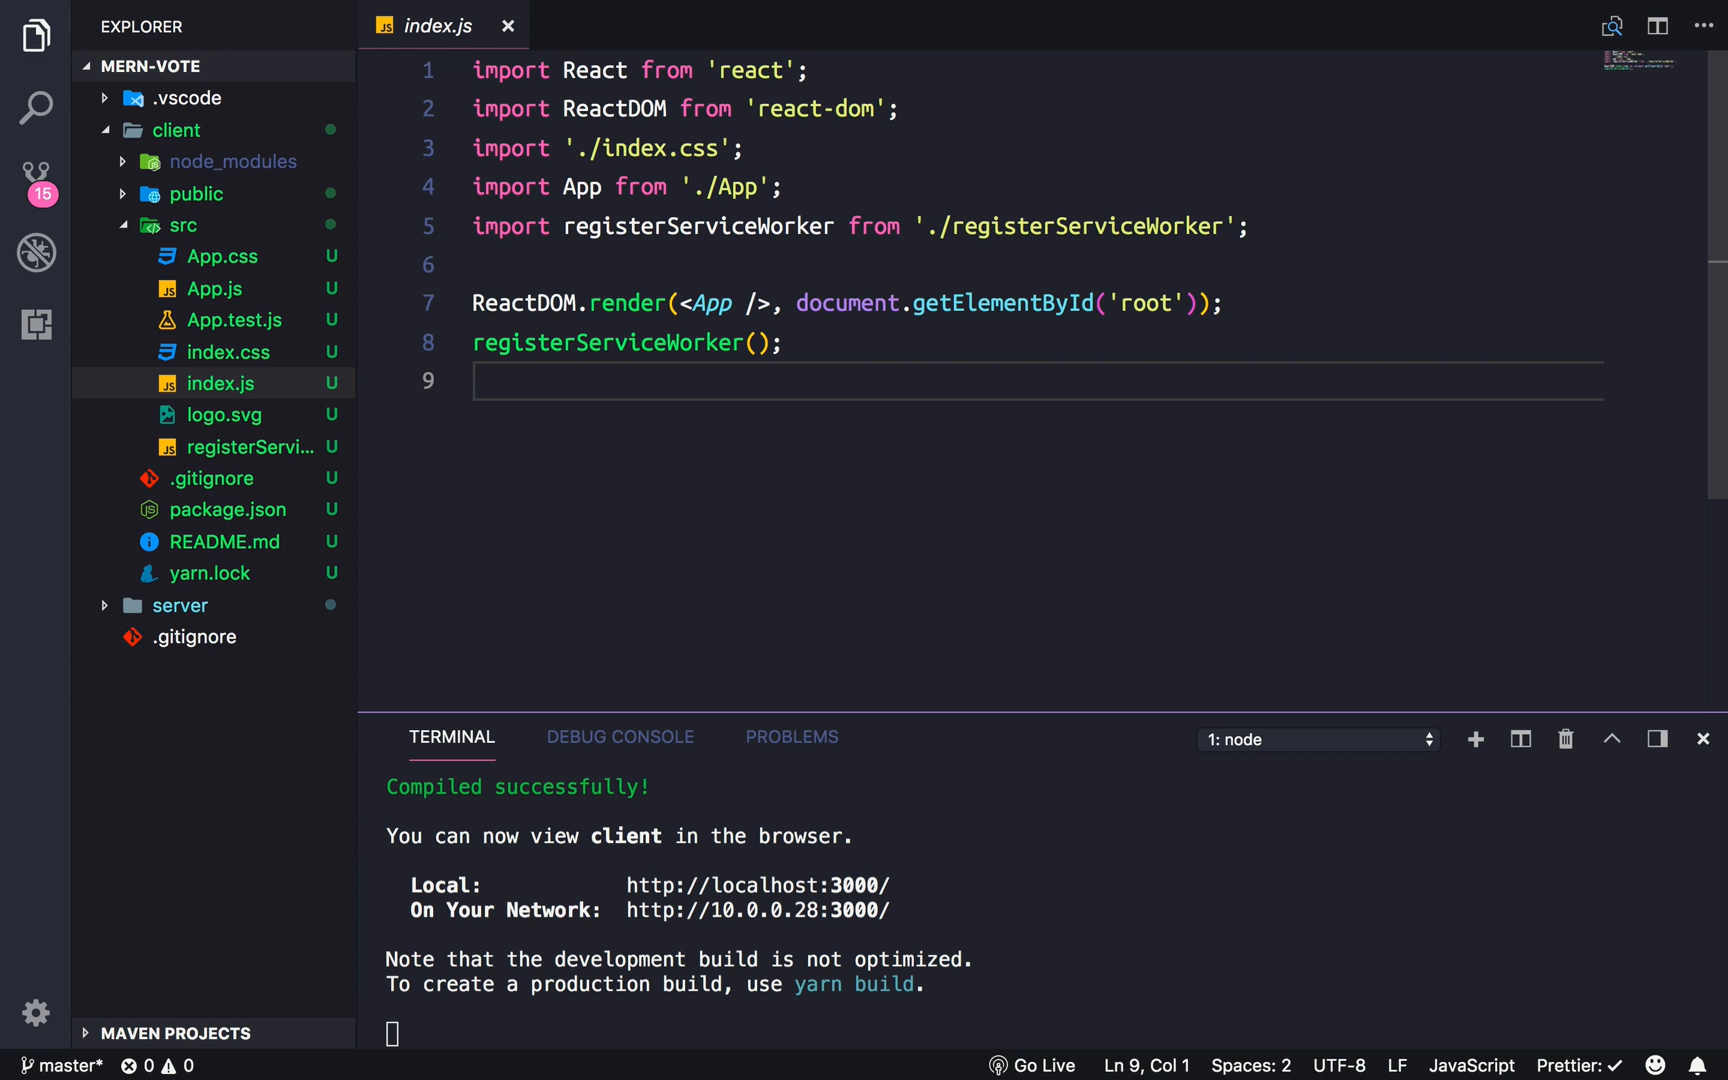 EXPLORER
MERN-VOTE
.vscode
client
node_modules
public
src
App.css U
JS App.js U
App.test.js U
index.css U
JS index.js U
logo.svg U
JS registerServi... U
.gitignore U
package.json U
README.md U
yarn.lock U
server
.gitignore
MAVEN PROJECTS
15
JS index.js
1 import React from 'react';
2 import ReactDOM from 'react-dom';
3 import './index.css';
4 import App from './App';
5 import registerServiceWorker from './registerServiceWorker';
6
7 ReactDOM.render(<App />, document.getElementById('root'));
8 registerServiceWorker();
9
TERMINAL DEBUG CONSOLE PROBLEMS 1: node
Compiled successfully!
You can now view client in the browser.
Local: http://localhost:3000/
On Your Network: http://10.0.0.28:3000/
Note that the development build is not optimized.
To create a production build, use yarn build.
master* 0 0 Go Live Ln 9, Col 1 Spaces: 2 UTF-8 LF JavaScript Prettier: ✓